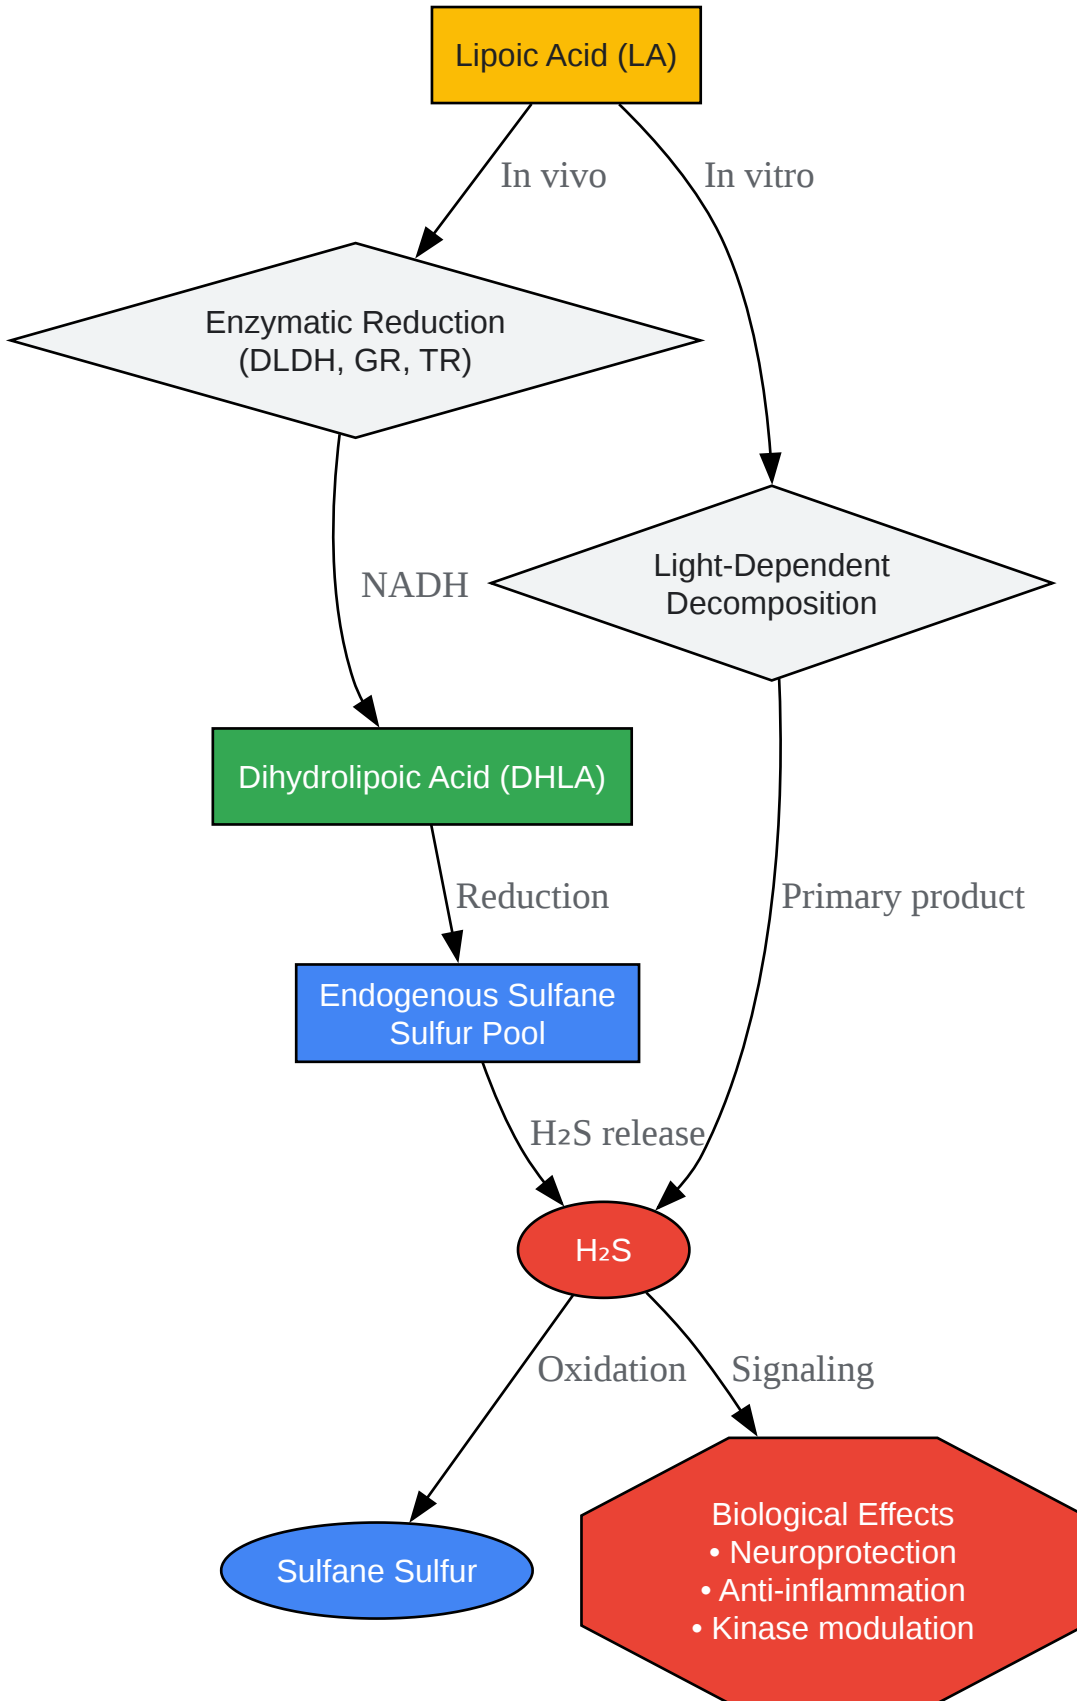 Lipoic Acid (LA)
In vivo
In vitro
Enzymatic Reduction
(DLDH, GR, TR)
NADH
Light-Dependent
Decomposition
Dihydrolipoic Acid (DHLA)
Reduction
Primary product
Endogenous Sulfane
Sulfur Pool
H₂S release
H₂S
Oxidation
Signaling
Sulfane Sulfur
Biological Effects
• Neuroprotection
• Anti-inflammation
• Kinase modulation